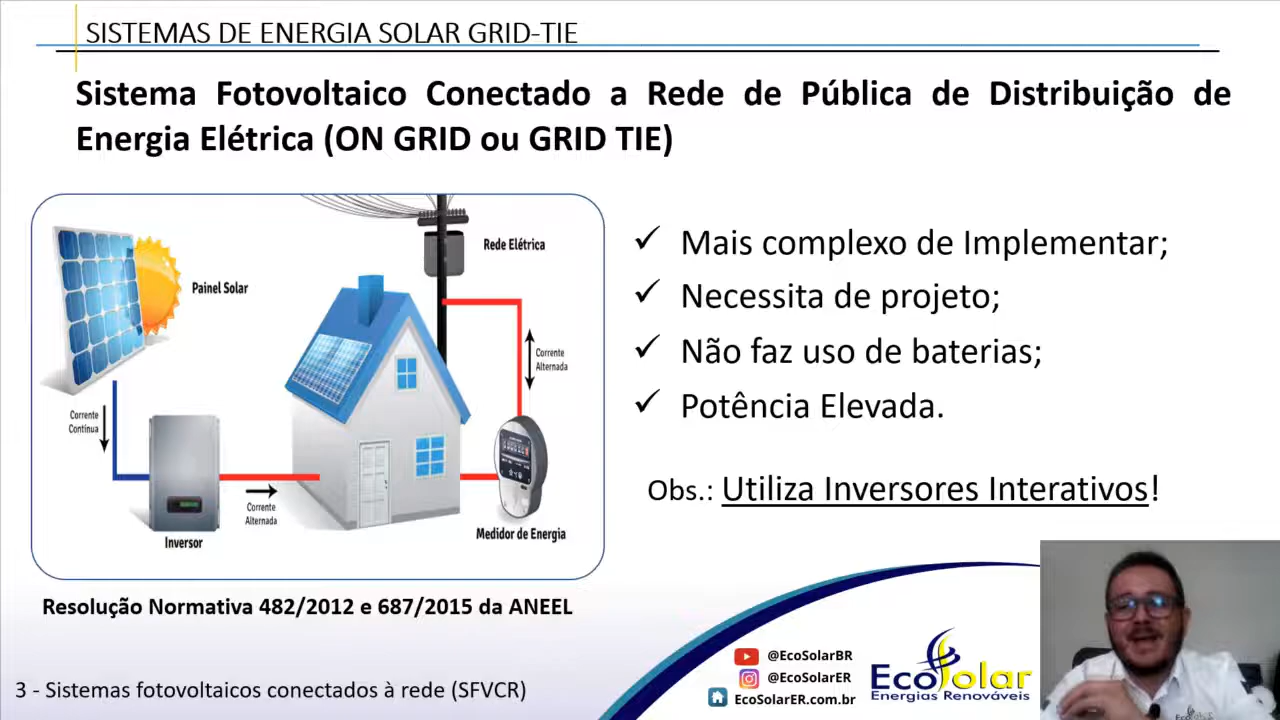 SISTEMAS DE ENERGIA SOLAR GRID-TIE
Sistema Fotovoltaico Conectado a Rede de Pública de Distribuição de
Energia Elétrica (ON GRID ou GRID TIE)
Rede Elétrica
Painel Solar
Corrente
Alternada
Corrente
Contínua
Corrente
Alternada
Inversor
Medidor de Energia
✓ Mais complexo de Implementar;
✓ Necessita de projeto;
✓ Não faz uso de baterias;
✓ Potência Elevada.
Obs.: Utiliza Inversores Interativos!
Resolução Normativa 482/2012 e 687/2015 da ANEEL
@EcoSolarBR
@EcoSolarER
EcoSolarER.com.br
EcoSolar
Energias Renováveis
3 - Sistemas fotovoltaicos conectados à rede (SFVCR)